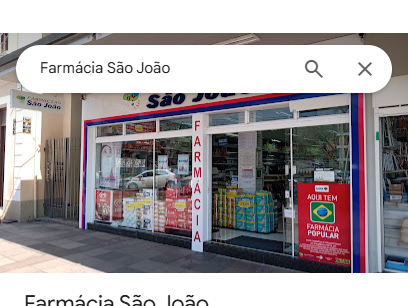 Farmácia São João
São João
São João
FARMÁCIA
AQUI TEM
FARMÁCIA
POPULAR
Farmácia São João